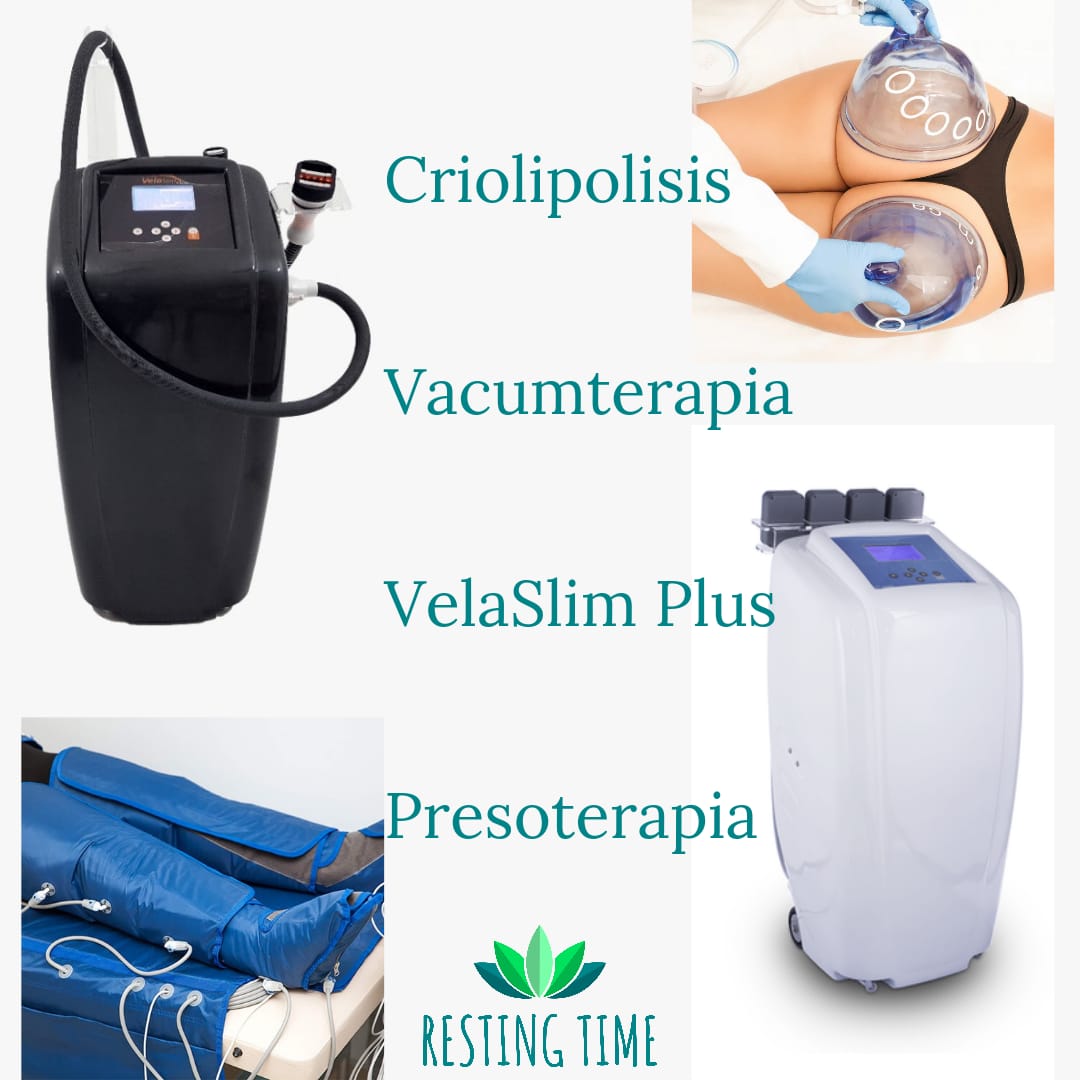 Criolipolisis
Vacumterapia
VelaSlim Plus
Presoterapia
RESTING TIME